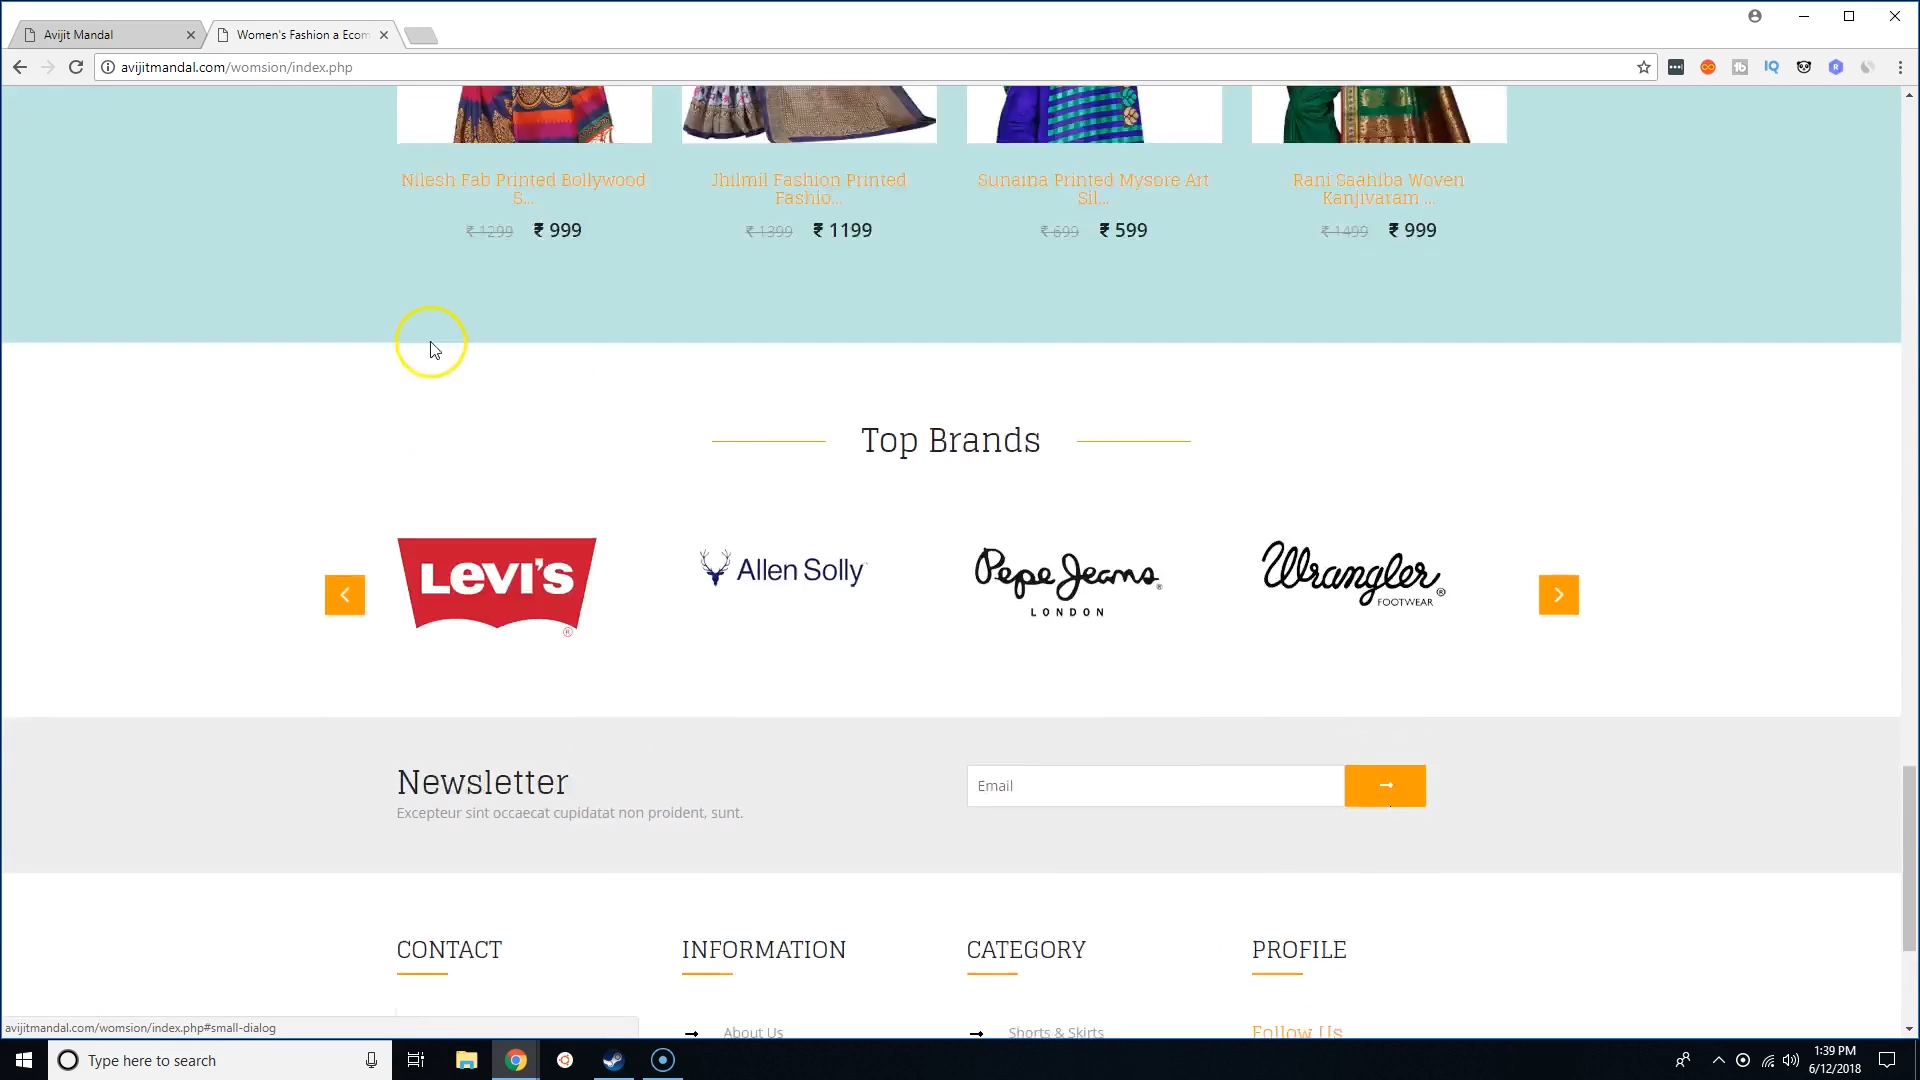 Avijit Mandal
Women's Fashion a Ecom
avijitmandal.com/womsion/index.php
Nilesh Fab Printed Bollywood
S...
₹ 1299 ₹ 999
Jhilmil Fashion Printed
Fashio...
₹ 1399 ₹ 1199
Sunaina Printed Mysore Art
Sil...
₹ 699 ₹ 599
Rani Saahiba Woven
Kanjivaram ...
₹ 1499 ₹ 999
Top Brands
LEVI'S
®
Allen Solly
Pepe Jeans®
LONDON
Wrangler®
FOOTWEAR
Newsletter
Excepteur sint occaecat cupidatat non proident, sunt.
Email
CONTACT
INFORMATION
CATEGORY
PROFILE
About Us
Shorts & Skirts
Follow Us
avijitmandal.com/womsion/index.php#small-dialog
Type here to search
1:39 PM
6/12/2018